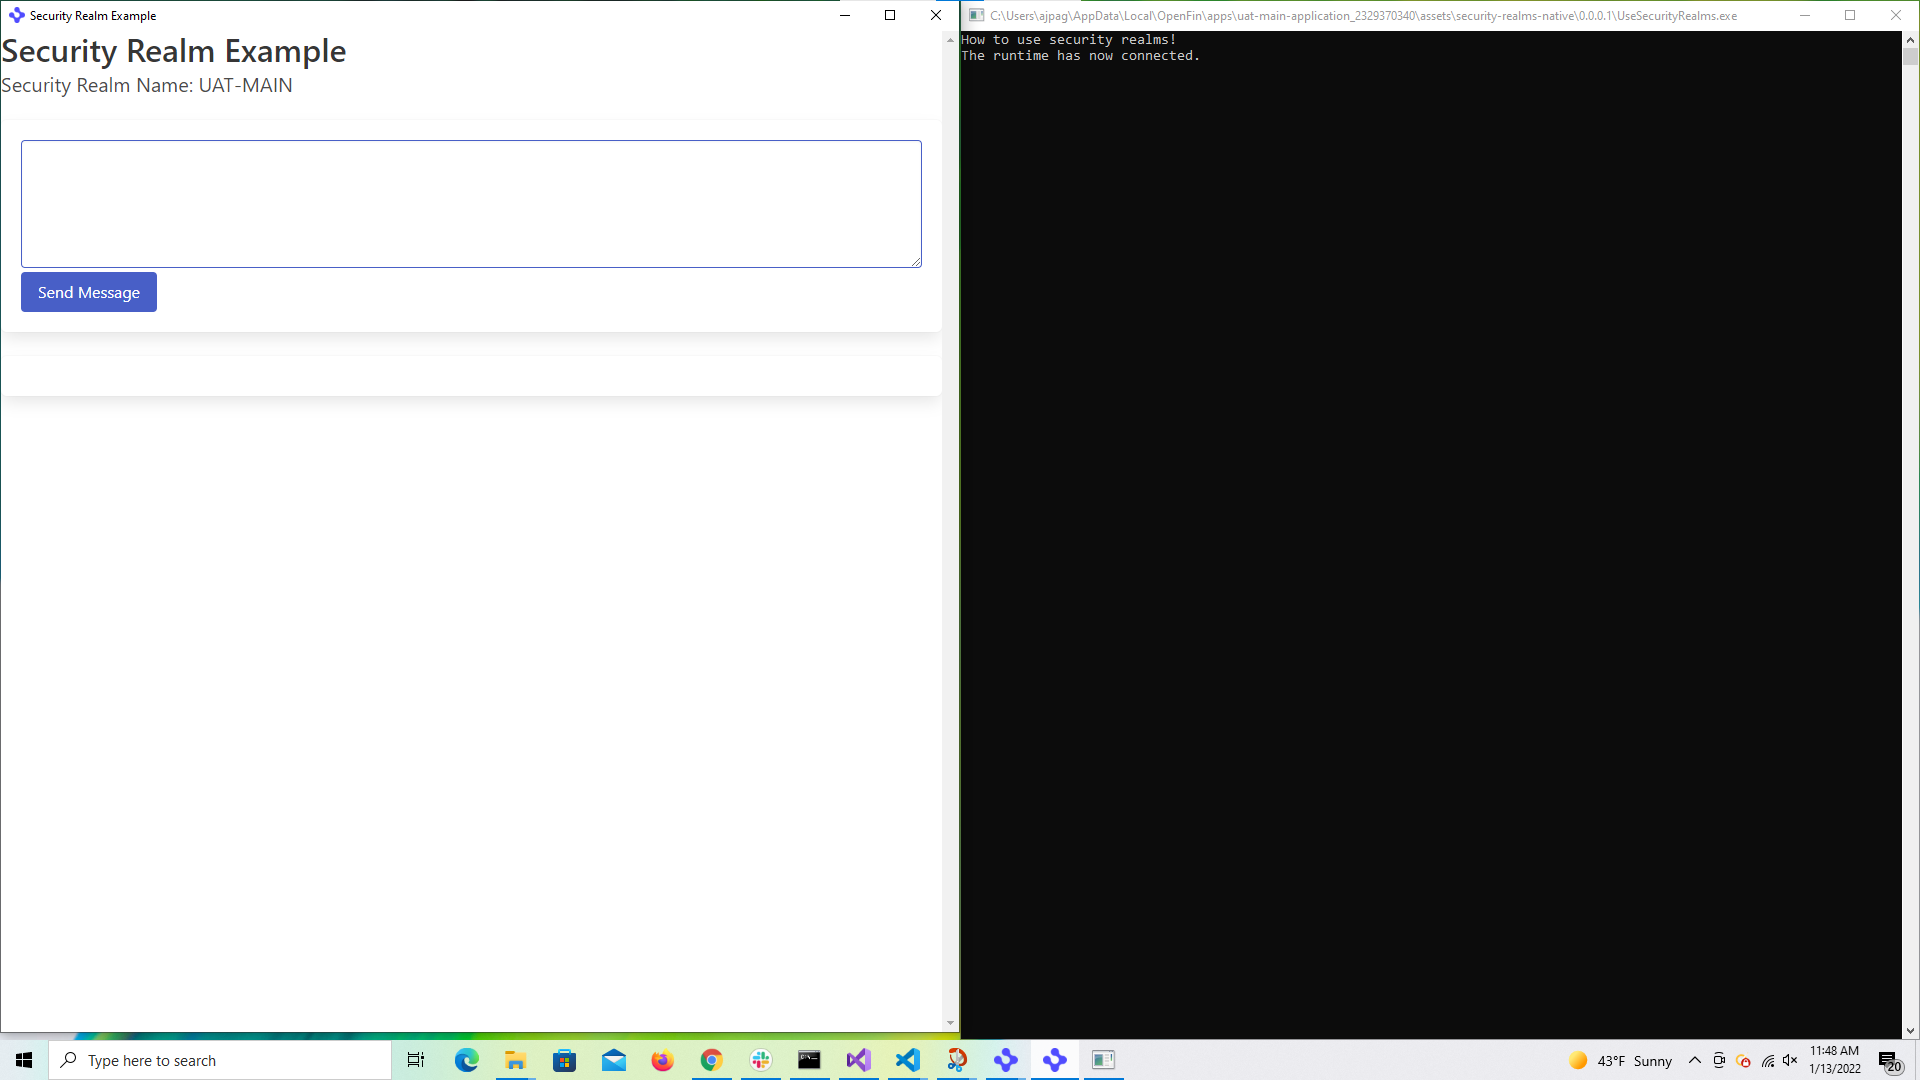 Security Realm Example
Security Realm Example
Security Realm Name: UAT-MAIN
Send Message
C:\Users\ajpag\AppData\Local\OpenFin\apps\uat-main-application_2329370340\assets\security-realms-native\0.0.0.1\UseSecurityRealms.exe
How to use security realms!
The runtime has now connected.
Type here to search
43°F Sunny
11:48 AM
1/13/2022
20